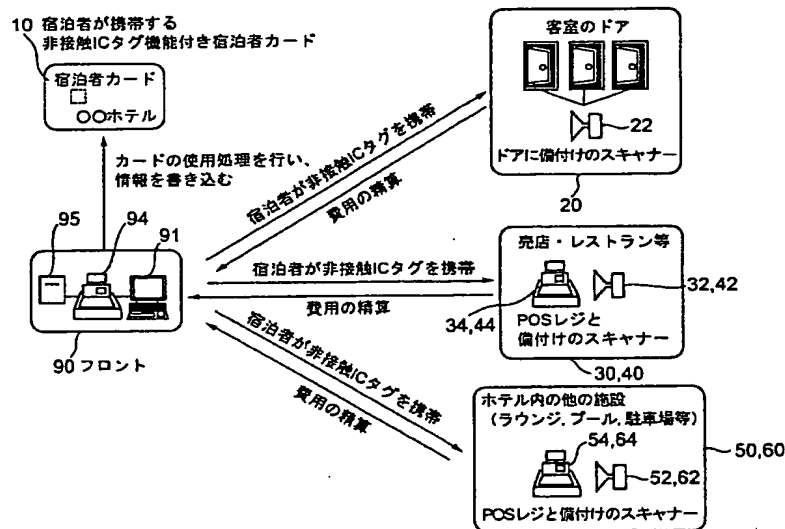 10 宿泊者が携帯する
非接触ICタグ機能付き宿泊者カード
宿泊者カード
○○ホテル
カードの使用処理を行い、
情報を書き込む
95
94
91
90 フロント
宿泊者が非接触ICタグを携帯
費用の精算
客室のドア
22
ドアに備付けのスキャナー
20
宿泊者が非接触ICタグを携帯
費用の精算
売店・レストラン等
32,42
34,44
POSレジと
備付けのスキャナー
30,40
宿泊者が非接触ICタグを携帯
費用の精算
ホテル内の他の施設
(ラウンジ,プール,駐車場等)
54,64
50,60
52,62
POSレジと備付けのスキャナー